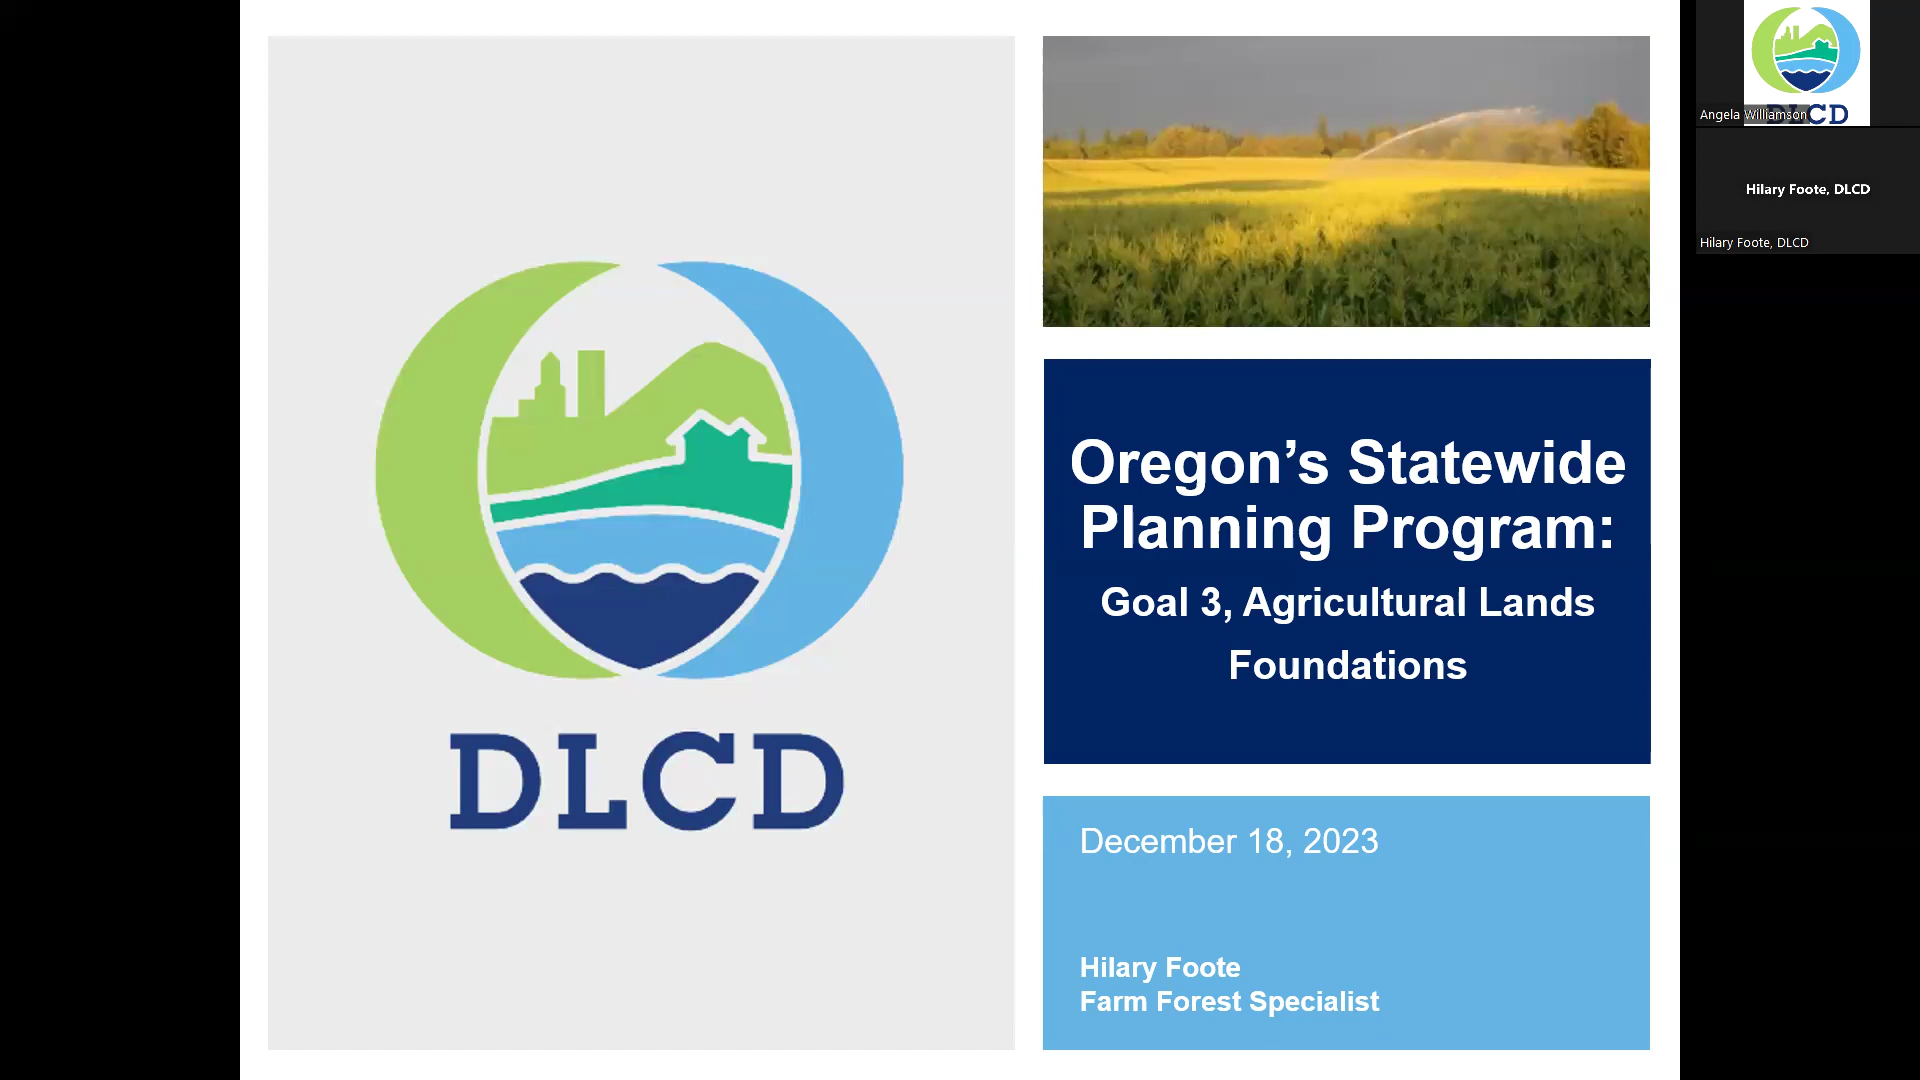 DLCD
Oregon’s Statewide
Planning Program:
Goal 3, Agricultural Lands
Foundations
December 18, 2023
Hilary Foote
Farm Forest Specialist
DLCD
Angela Williamson
Hilary Foote, DLCD
Hilary Foote, DLCD